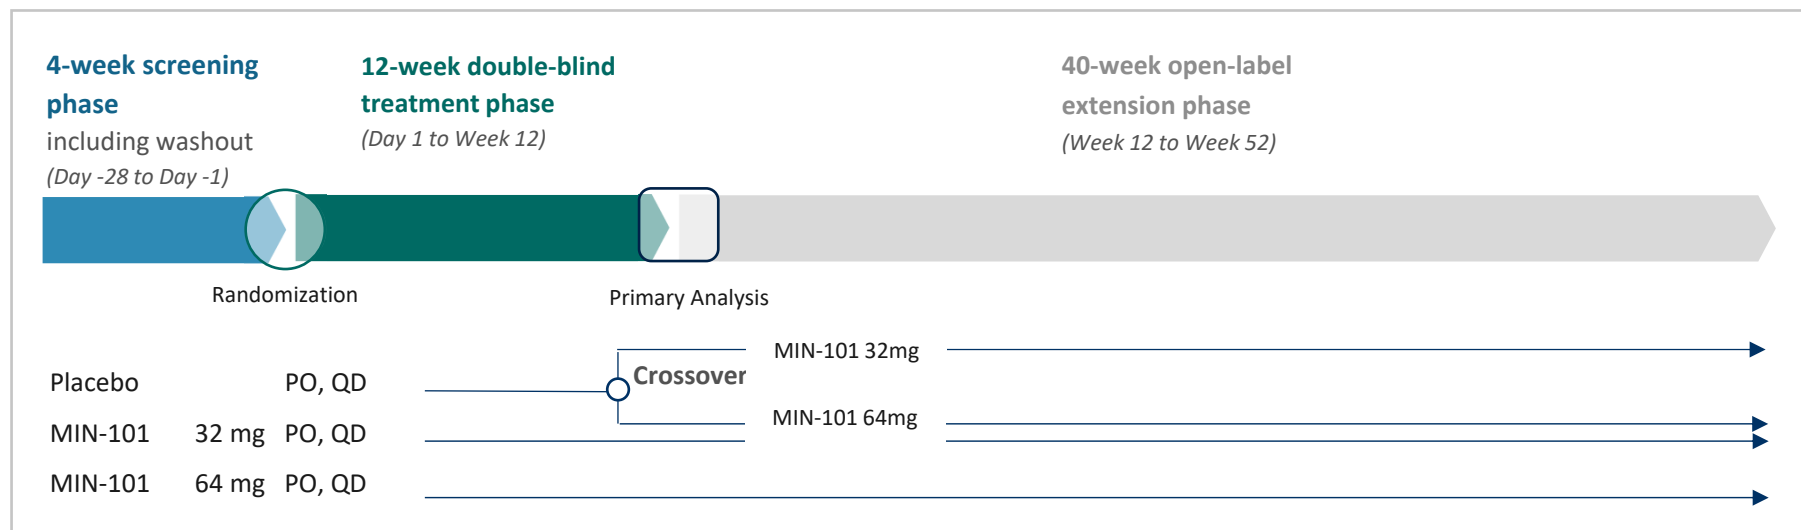 4-week screening
phase
including washout
(Day -28 to Day -1)
12-week double-blind
treatment phase
(Day 1 to Week 12)
40-week open-label
extension phase
(Week 12 to Week 52)
Randomization
Primary Analysis
MIN-101 32mg
Crossover
Placebo PO, QD
MIN-101 64mg
MIN-101 32 mg PO, QD
MIN-101 64 mg PO, QD